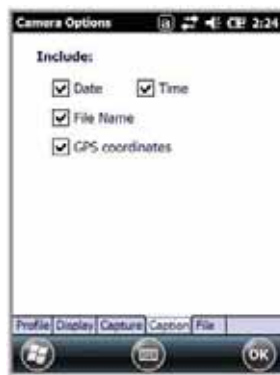 Camera Options 2:24
Include:
Date Time
File Name
GPS coordinates
Profile Display Capture Caption File
OK